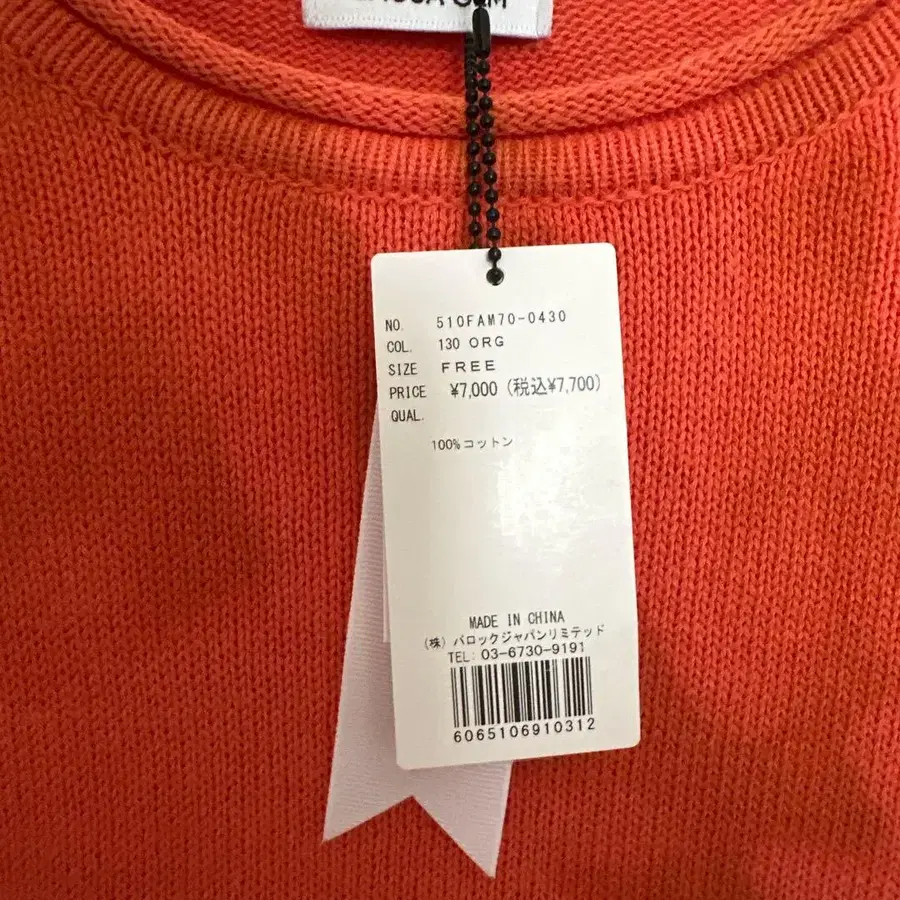 NO. 510FAM70-0430
COL. 130 ORG
SIZE FREE
PRICE ¥7,000 (税込¥7,700)
QUAL.
100%コットン
MADE IN CHINA
(株) バロックジャパンリミテッド
TEL: 03-6730-9191
6065106910312